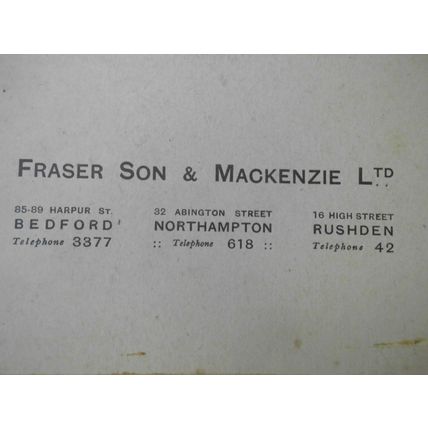 FRASER SON & MACKENZIE LTD
85-89 HARPUR ST. 32 ABINGTON STREET 16 HIGH STREET
BEDFORD NORTHAMPTON RUSHDEN
Telephone 3377 :: Telephone 618 :: Telephone 42